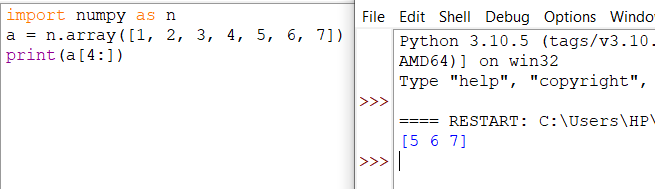 import numpy as n
a = n.array([1, 2, 3, 4, 5, 6, 7])
print(a[4:])
File Edit Shell Debug Options Windo
Python 3.10.5 (tags/v3.10.
AMD64)] on win32
Type "help", "copyright",
>>>
==== RESTART: C:\Users\HP\
[5 6 7]
>>>